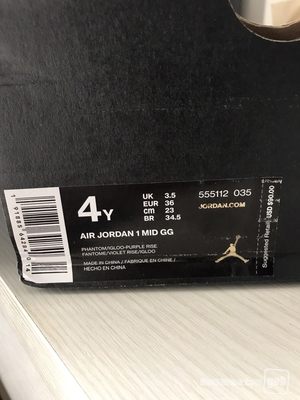 4Y
UK 3.5
EUR 36
CM 23
BR 34.5
555112 035
JORDAN.COM
AIR JORDAN 1 MID GG
PHANTOM/IGLOO-PURPLE RISE
FANTOME/VIOLET RISE/IGLOO
MADE IN CHINA / FABRIQUE EN CHINE /
HECHO EN CHINA
Suggested Retail: USD $90.00